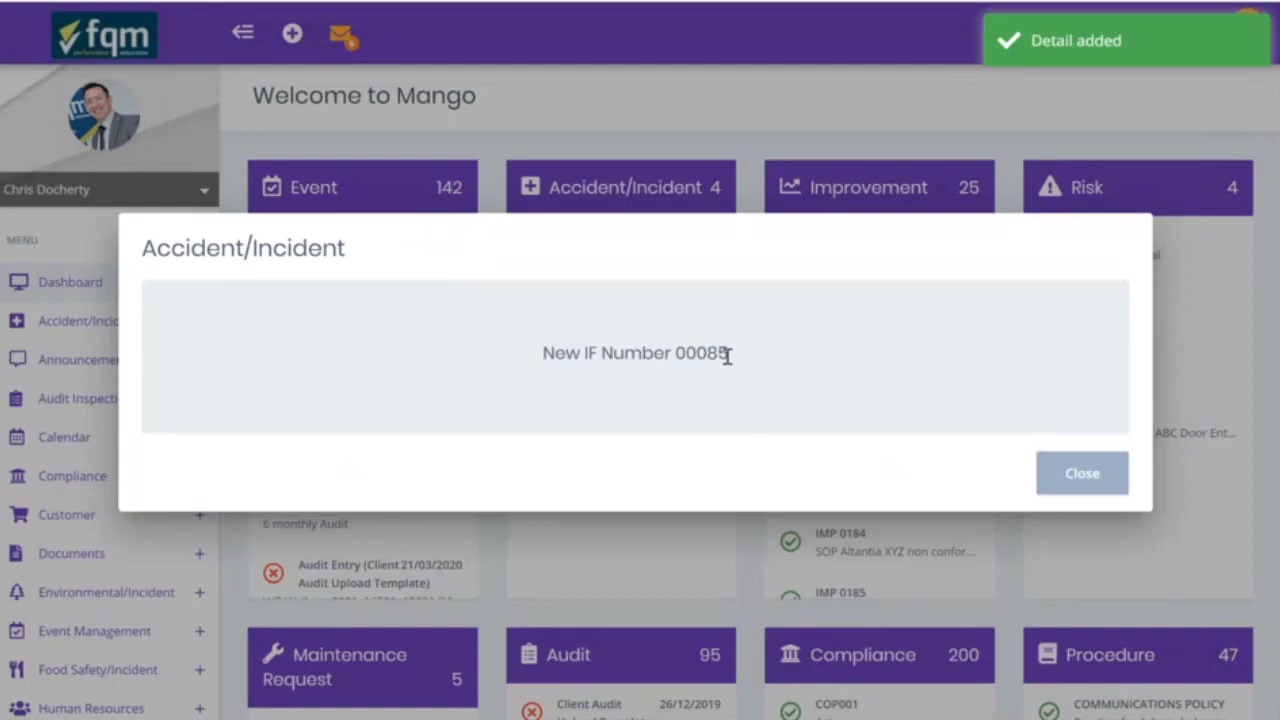 fqm
6
Detail added
Welcome to Mango
Chris Docherty
Event 142
Accident/Incident 4
Improvement 25
Risk 4
MENU
Accident/Incident
Dashboard
Accident/Incid
New IF Number 00085
Announcemen
Audit Inspecti
ABC Door Ent...
Calendar
Compliance
Close
Customer +
6 monthly Audit
IMP 0184
SOP Altantia XYZ non confor...
Documents +
Audit Entry (Client 21/03/2020
Audit Upload Template)
Environmental/Incident +
IMP 0185
Event Management +
Maintenance
Request 5
Audit 95
Compliance 200
Procedure 47
Food Safety/Incident +
Human Resources +
Client Audit 26/12/2019
COP001
COMMUNICATIONS POLICY